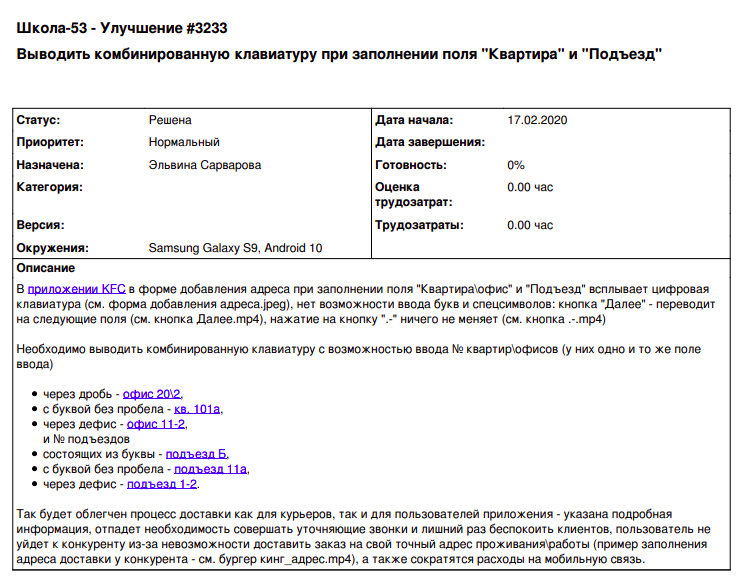 Школа-53 - Улучшение #3233
Выводить комбинированную клавиатуру при заполнении поля "Квартира" и "Подъезд"
Статус: Решена Дата начала: 17.02.2020
Приоритет: Нормальный Дата завершения:
Назначена: Эльвина Сарварова Готовность: 0%
Категория: Оценка трудозатрат: 0.00 час
Версия: Трудозатраты: 0.00 час
Окружения: Samsung Galaxy S9, Android 10
Описание
В приложении KFC в форме добавления адреса при заполнении поля "Квартира\офис" и "Подъезд" всплывает цифровая
клавиатура (см. форма добавления адреса.jpeg), нет возможности ввода букв и спецсимволов: кнопка "Далее" - переводит
на следующие поля (см. кнопка Далее.mp4), нажатие на кнопку ".-" ничего не меняет (см. кнопка .-.mp4)
Необходимо выводить комбинированную клавиатуру с возможностью ввода № квартир\офисов (у них одно и то же поле
ввода)
• через дробь - офис 20\2,
• с буквой без пробела - кв. 101а,
• через дефис - офис 11-2,
и № подъездов
• состоящих из буквы - подъезд Б,
• с буквой без пробела - подъезд 11а,
• через дефис - подъезд 1-2.
Так будет облегчен процесс доставки как для курьеров, так и для пользователей приложения - указана подробная
информация, отпадет необходимость совершать уточняющие звонки и лишний раз беспокоить клиентов, пользователь не
уйдет к конкуренту из-за невозможности доставить заказ на свой точный адрес проживания\работы (пример заполнения
адреса доставки у конкурента - см. бургер кинг_адрес.mp4), а также сократятся расходы на мобильную связь.